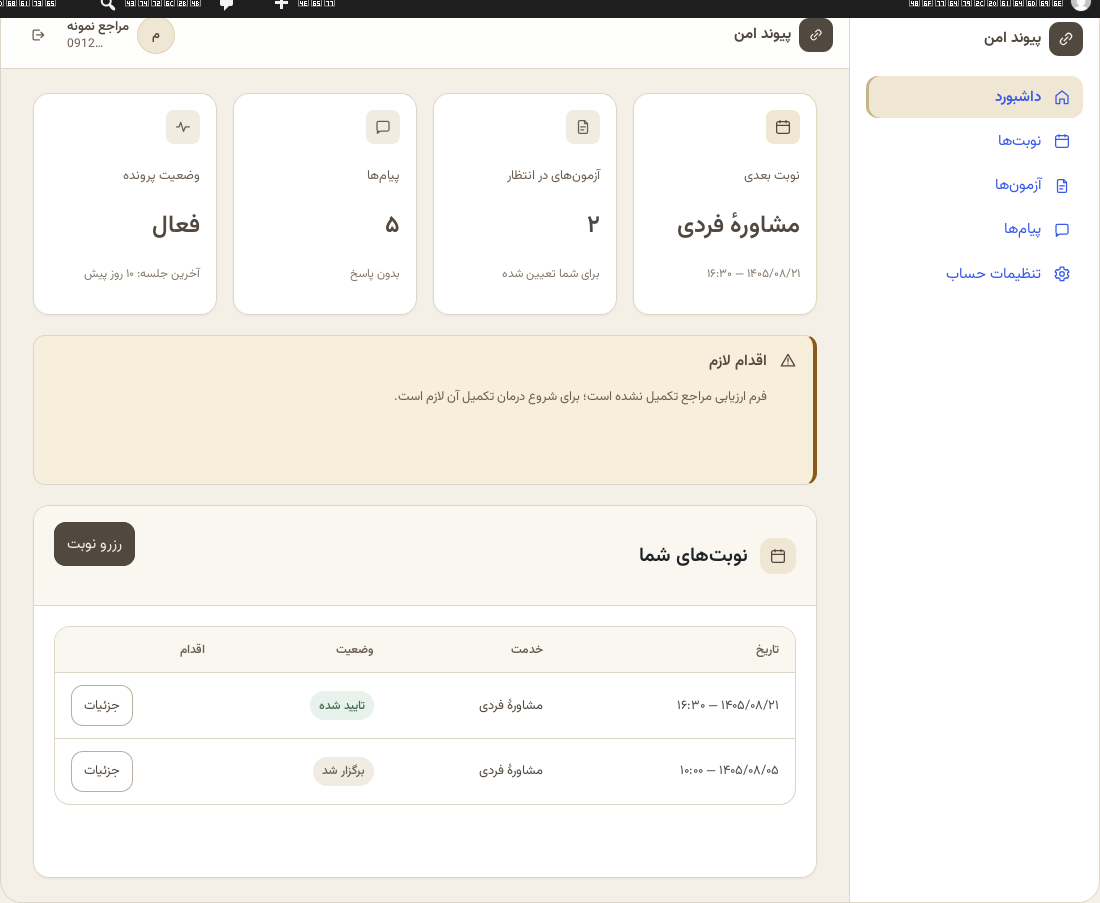 پیوند امن
داشبورد
نوبت‌ها
آزمون‌ها
پیام‌ها
تنظیمات حساب
پیوند امن
م
مراجع نمونه
0912…
نوبت بعدی
مشاورهٔ فردی
۱۴۰۵/۰۸/۲۱ — ۱۶:۳۰
آزمون‌های در انتظار
۲
برای شما تعیین شده
پیام‌ها
۵
بدون پاسخ
وضعیت پرونده
فعال
آخرین جلسه: ۱۰ روز پیش
اقدام لازم
فرم ارزیابی مراجع تکمیل نشده است؛ برای شروع درمان تکمیل آن لازم است.
نوبت‌های شما
رزرو نوبت
تاریخ خدمت وضعیت اقدام
۱۴۰۵/۰۸/۲۱ — ۱۶:۳۰ مشاورهٔ فردی تایید شده جزئیات
۱۴۰۵/۰۸/۰۵ — ۱۰:۰۰ مشاورهٔ فردی برگزار شد جزئیات